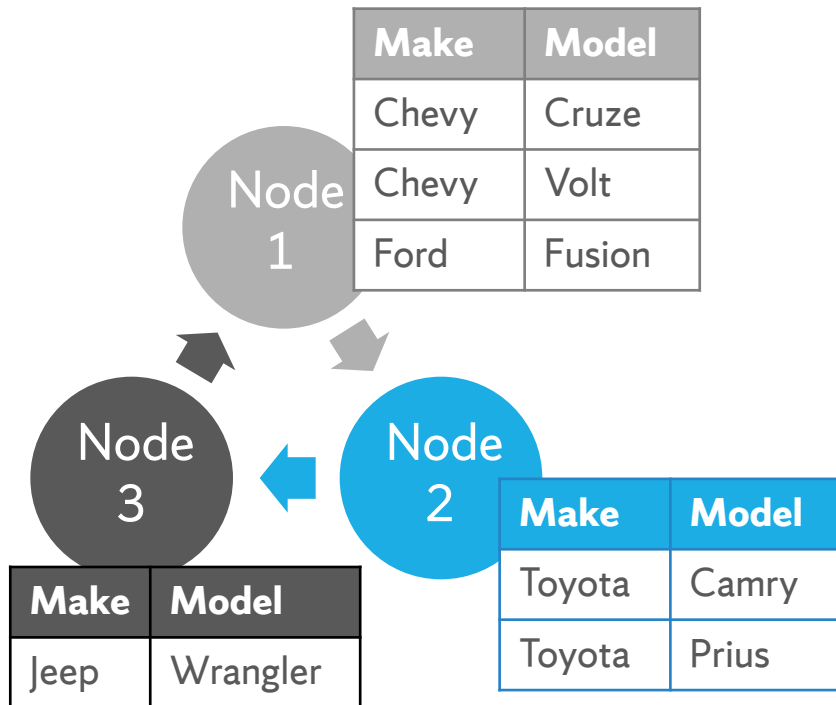 Node
1
Make Model
Chevy Cruze
Chevy Volt
Ford Fusion
Node
2
Make Model
Toyota Camry
Toyota Prius
Node
3
Make Model
Jeep Wrangler